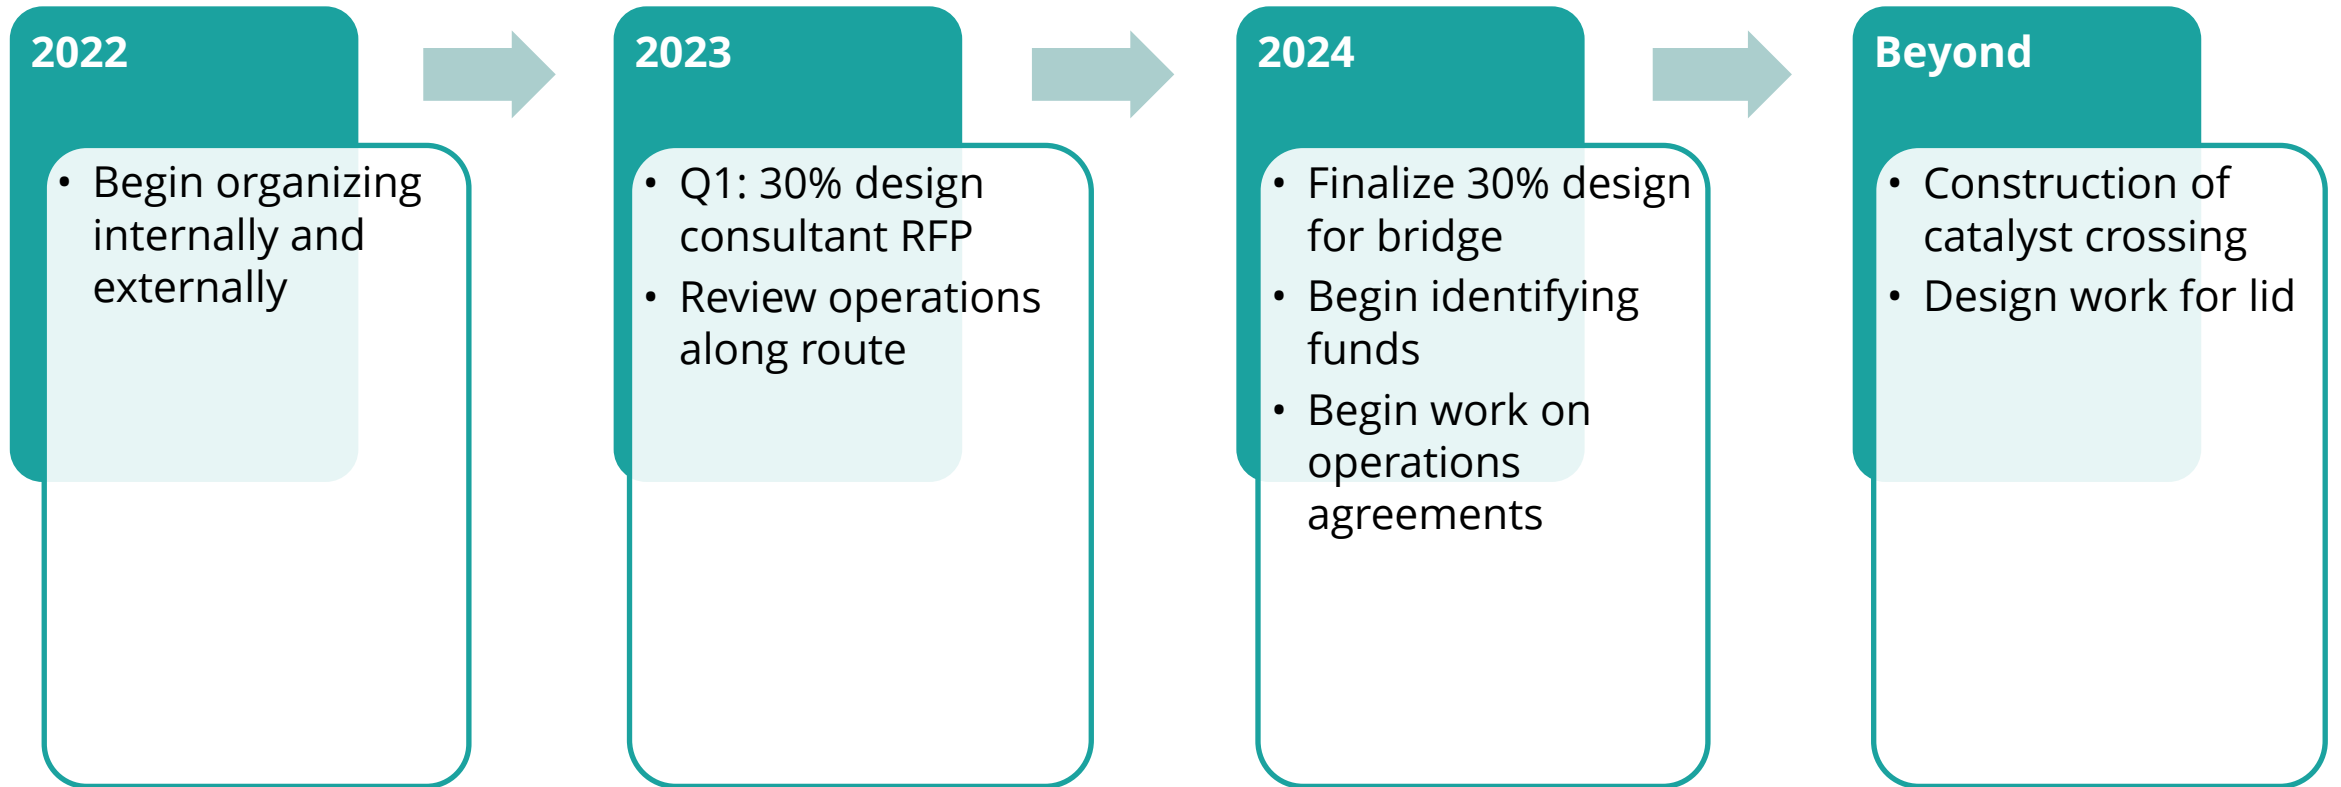 2022
• Begin organizing
internally and
externally
2023
• Q1: 30% design
consultant RFP
• Review operations
along route
2024
• Finalize 30% design
for bridge
• Begin identifying
funds
• Begin work on
operations
agreements
Beyond
• Construction of
catalyst crossing
• Design work for lid